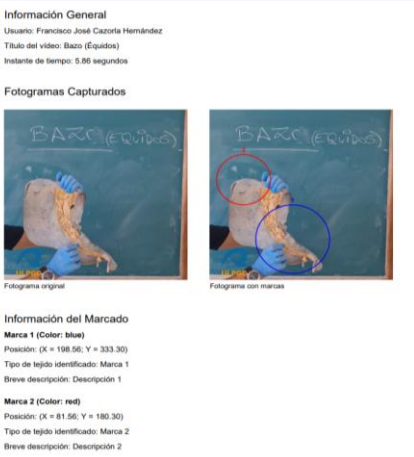 Información General
Usuario: Francisco José Cazorla Hernández
Título del vídeo: Bazo (Équidos)
Instante de tiempo: 5.86 segundos
Fotogramas Capturados
BAZO (EQUIDOS)
BAZO (EQUIDOS)
ULPGC
ULPGC
Fotograma original
Fotograma con marcas
Información del Marcado
Marca 1 (Color: blue)
Posición: (X = 198.56; Y = 333.30)
Tipo de tejido identificado: Marca 1
Breve descripción: Descripción 1
Marca 2 (Color: red)
Posición: (X = 81.56; Y = 180.30)
Tipo de tejido identificado: Marca 2
Breve descripción: Descripción 2